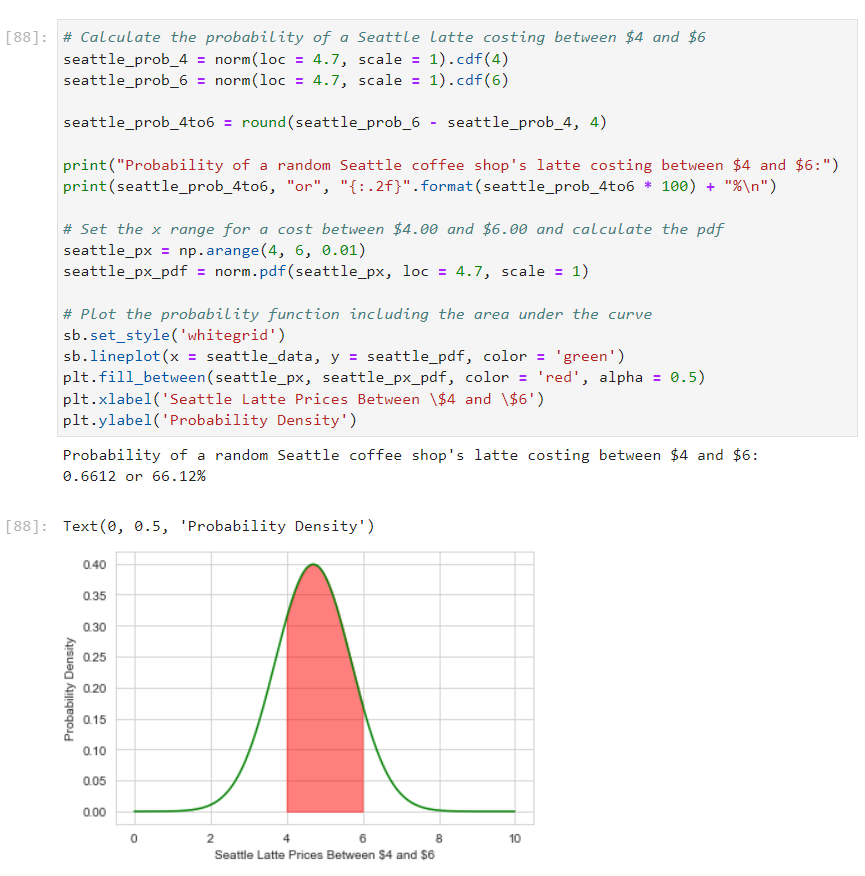 [88]: # Calculate the probability of a Seattle latte costing between $4 and $6
seattle_prob_4 = norm(loc = 4.7, scale = 1).cdf(4)
seattle_prob_6 = norm(loc = 4.7, scale = 1).cdf(6)
seattle_prob_4to6 = round(seattle_prob_6 - seattle_prob_4, 4)
print("Probability of a random Seattle coffee shop's latte costing between $4 and $6:")
print(seattle_prob_4to6, "or", "{:.2f}".format(seattle_prob_4to6 * 100) + "%\n")
# Set the x range for a cost between $4.00 and $6.00 and calculate the pdf
seattle_px = np.arange(4, 6, 0.01)
seattle_px_pdf = norm.pdf(seattle_px, loc = 4.7, scale = 1)
# Plot the probability function including the area under the curve
sb.set_style('whitegrid')
sb.lineplot(x = seattle_data, y = seattle_pdf, color = 'green')
plt.fill_between(seattle_px, seattle_px_pdf, color = 'red', alpha = 0.5)
plt.xlabel('Seattle Latte Prices Between \$4 and \$6')
plt.ylabel('Probability Density')
Probability of a random Seattle coffee shop's latte costing between $4 and $6:
0.6612 or 66.12%
[88]: Text(0, 0.5, 'Probability Density')
0.40
0.35
0.30
0.25
0.20
0.15
0.10
0.05
0.00
Probability Density
0 2 4 6 8 10
Seattle Latte Prices Between $4 and $6